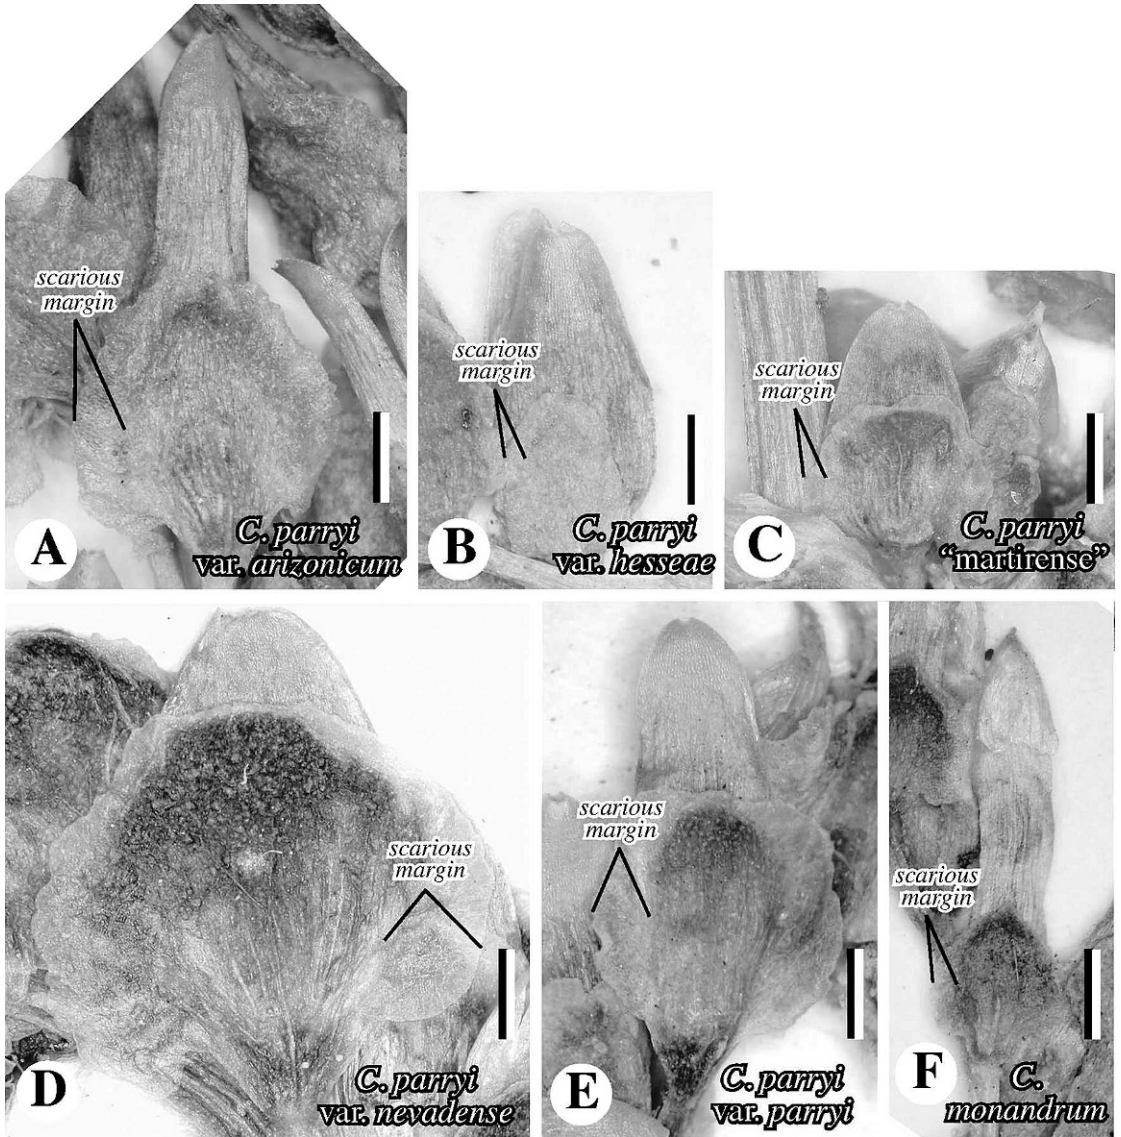 scarious
margin
A
C. parryi
var. arizonicum
scarious
margin
B
C. parryi
var. hesseae
scarious
margin
C
C. parryi
“martirense”
scarious
margin
D
C. parryi
var. nevadense
scarious
margin
E
C. parryi
var. parryi
scarious
margin
F
C.
monandrum